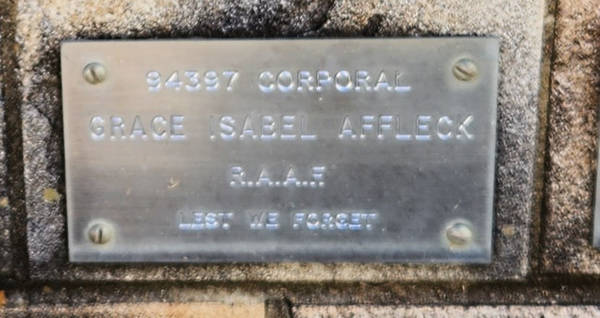 94397 CORPORAL
GRACE ISABEL AFFLECK
R.A.A.F.
LEST WE FORGET